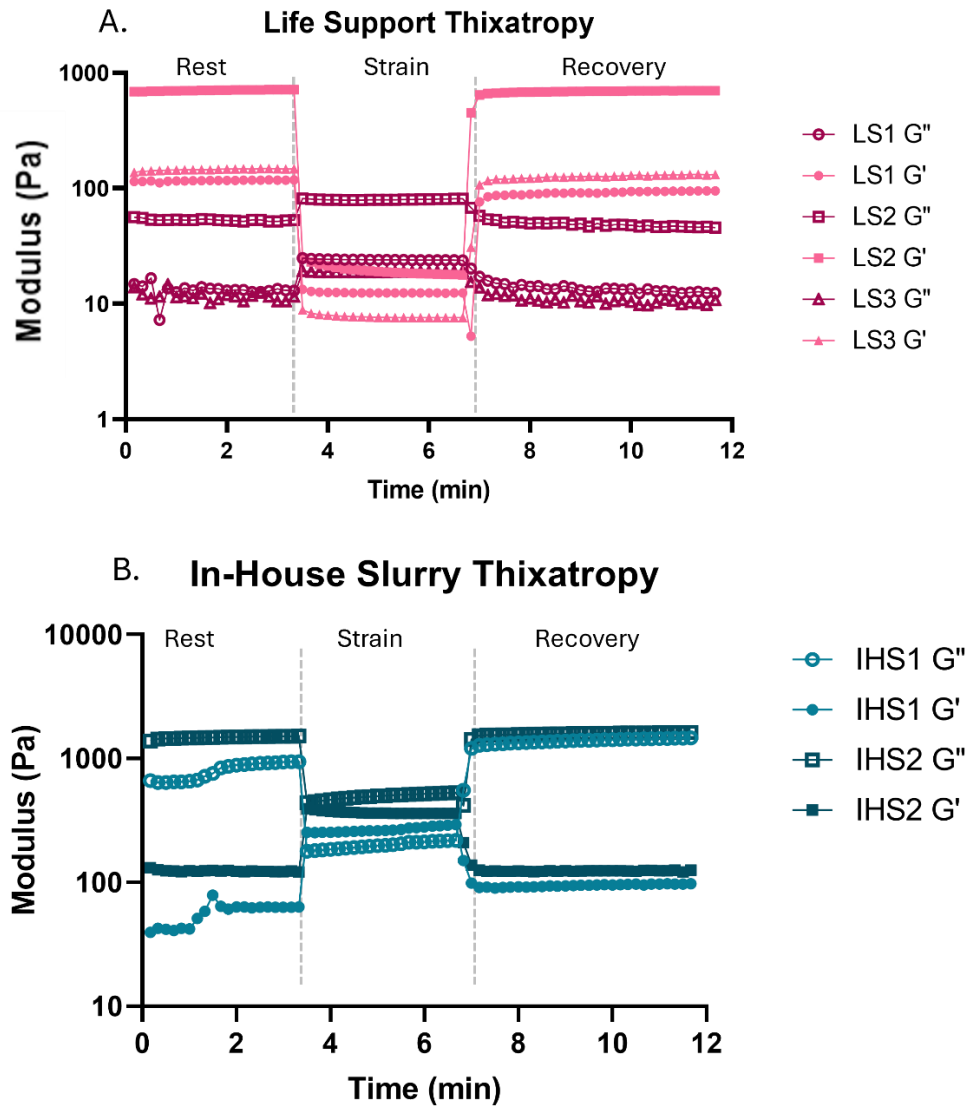 A.
Life Support Thixatropy
Rest Strain Recovery
1000
100
10
1
Modulus (Pa)
0 2 4 6 8 10 12
Time (min)
LS1 G"
LS1 G'
LS2 G"
LS2 G'
LS3 G"
LS3 G'
B.
In-House Slurry Thixatropy
Rest Strain Recovery
10000
1000
100
10
Modulus (Pa)
0 2 4 6 8 10 12
Time (min)
IHS1 G"
IHS1 G'
IHS2 G"
IHS2 G'